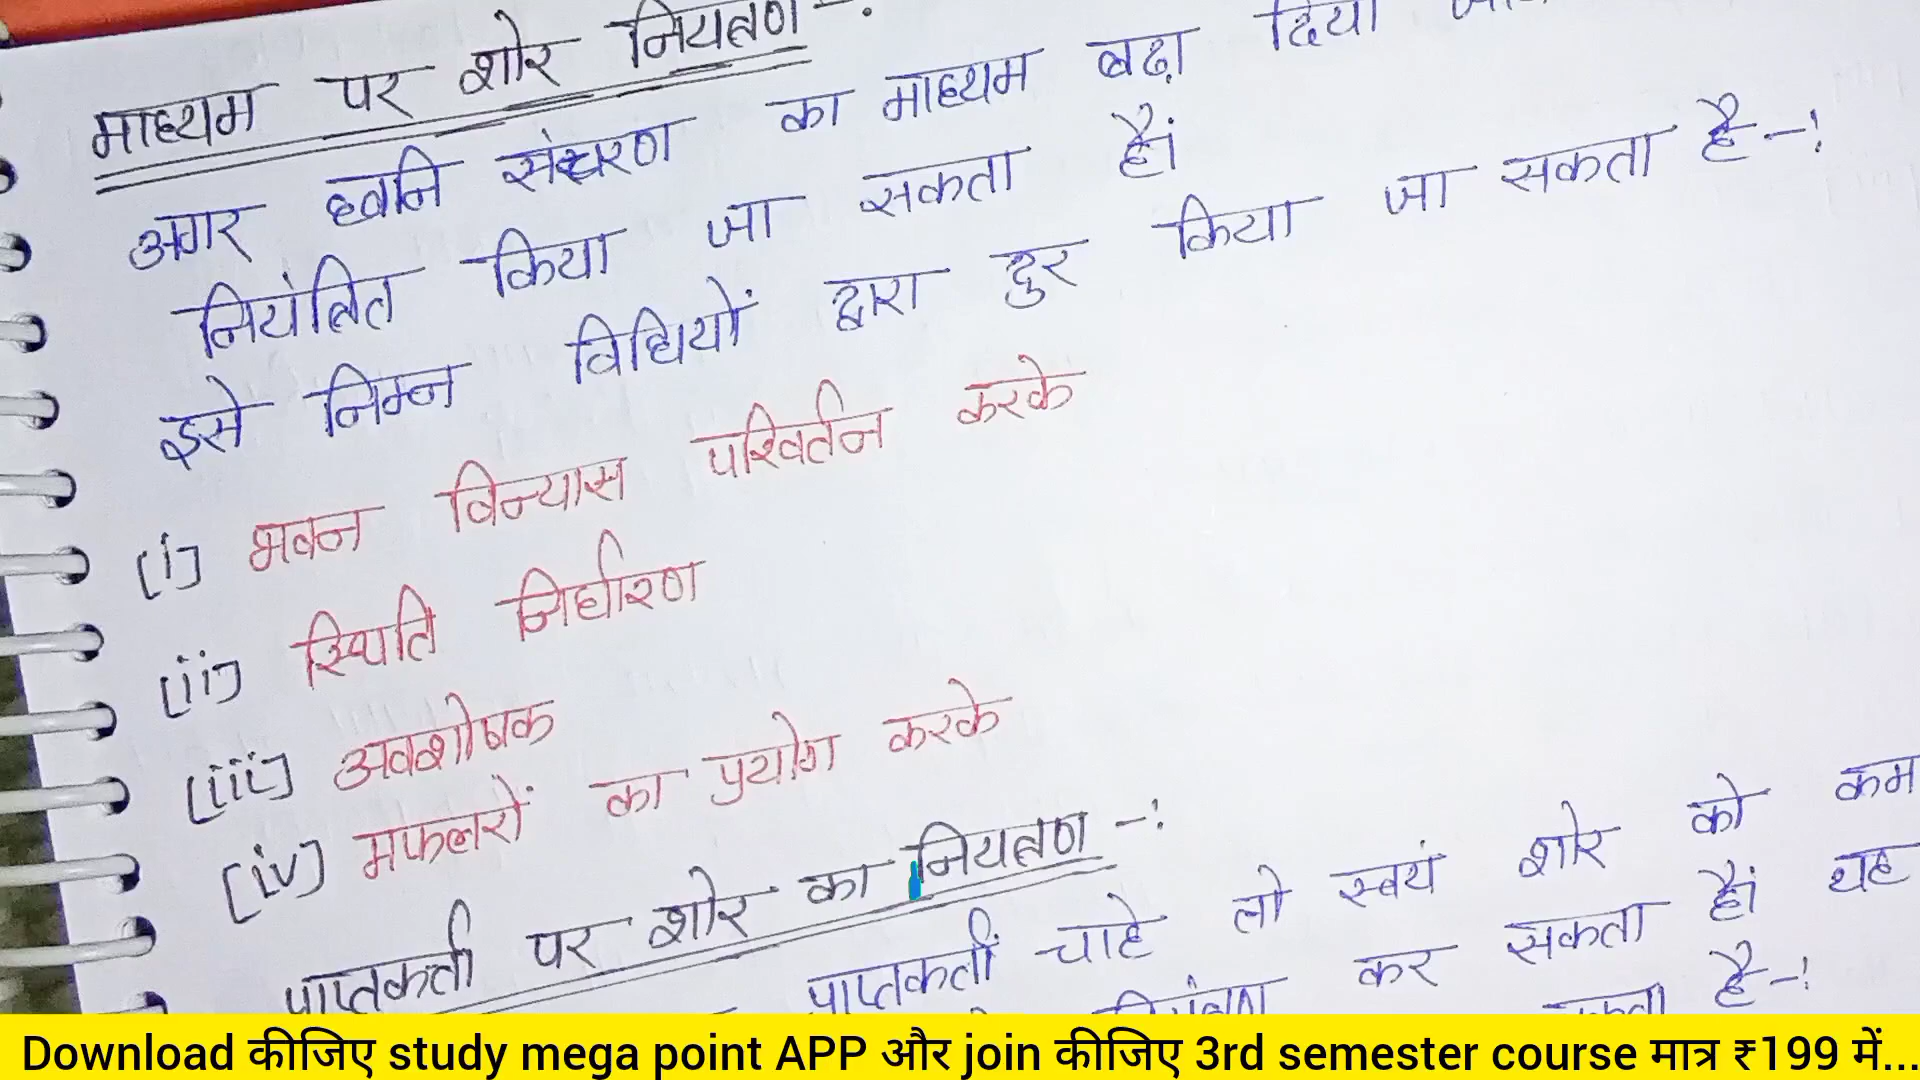 माध्यम पर शोर नियतण -:
अगर ध्वनि संचरण का माध्यम बढ़ा दिया
नियंत्रित किया जा सकता हैं।
इसे निम्न विधियों द्वारा दुर किया जा सकता है-!
(i) भवन विन्यास परिवर्तन करके
(ii) स्थिति निर्धारण
(iii) अवशोषक
(iv) मफलरों का प्रयोग करके
प्राप्तकर्ता पर शोर का नियतण -:
प्राप्तकर्ता चाहे तो स्वयं शोर को कम
कर सकता हैं। यह
है-!
Download कीजिए study mega point APP और join कीजिए 3rd semester course मात्र ₹199 में...